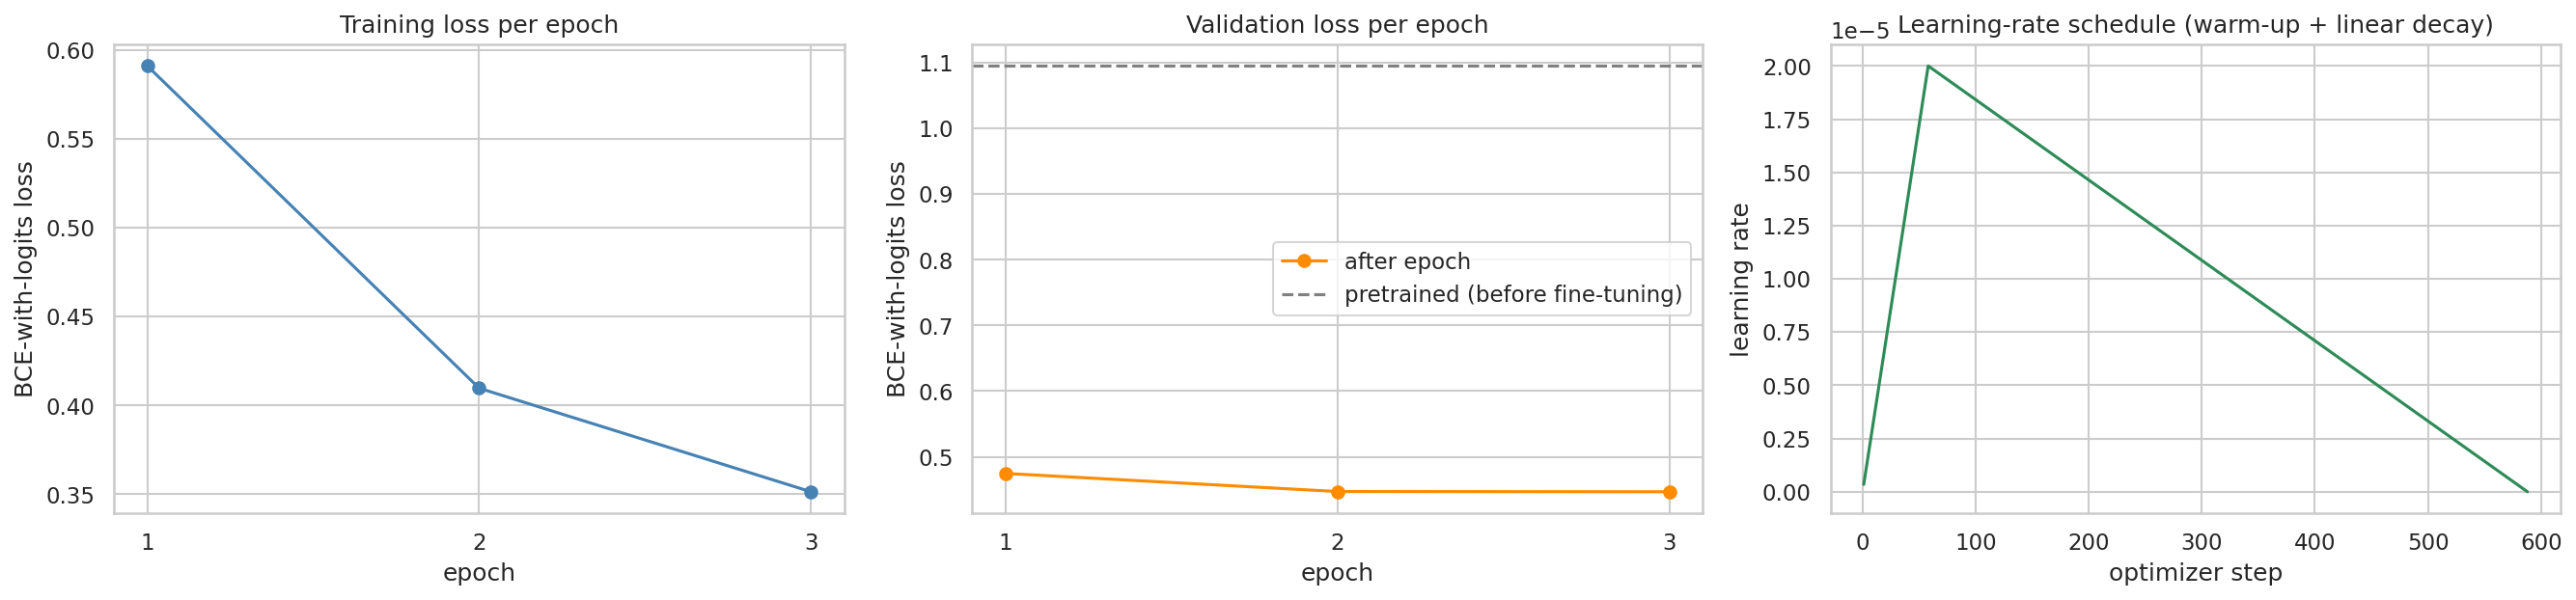 Training loss per epoch
BCE-with-logits loss
0.60
0.55
0.50
0.45
0.40
0.35
1
2
3
epoch
Validation loss per epoch
BCE-with-logits loss
1.1
1.0
0.9
0.8
0.7
0.6
0.5
after epoch
pretrained (before fine-tuning)
1
2
3
epoch
1e−5
Learning-rate schedule (warm-up + linear decay)
learning rate
2.00
1.75
1.50
1.25
1.00
0.75
0.50
0.25
0.00
0
100
200
300
400
500
600
optimizer step